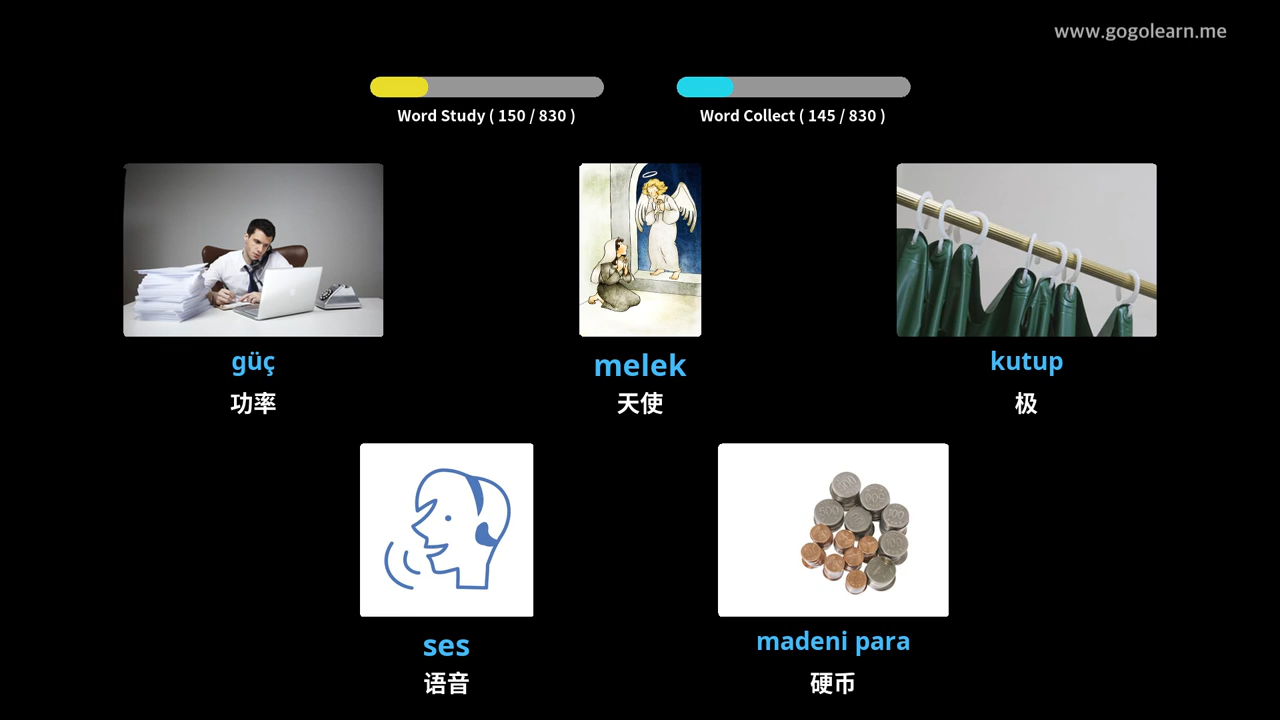 www.gogolearn.me
Word Study ( 150 / 830 )
Word Collect ( 145 / 830 )
güç
功率
melek
天使
kutup
极
ses
语音
madeni para
硬币